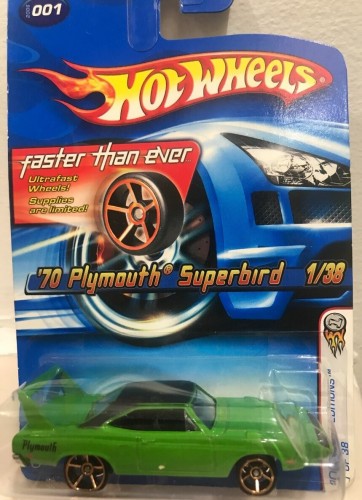 001
HOT WHEELS
faster than ever
Ultrafast
Wheels!
Supplies
are limited!
'70 Plymouth® Superbird 1/38
Plymouth